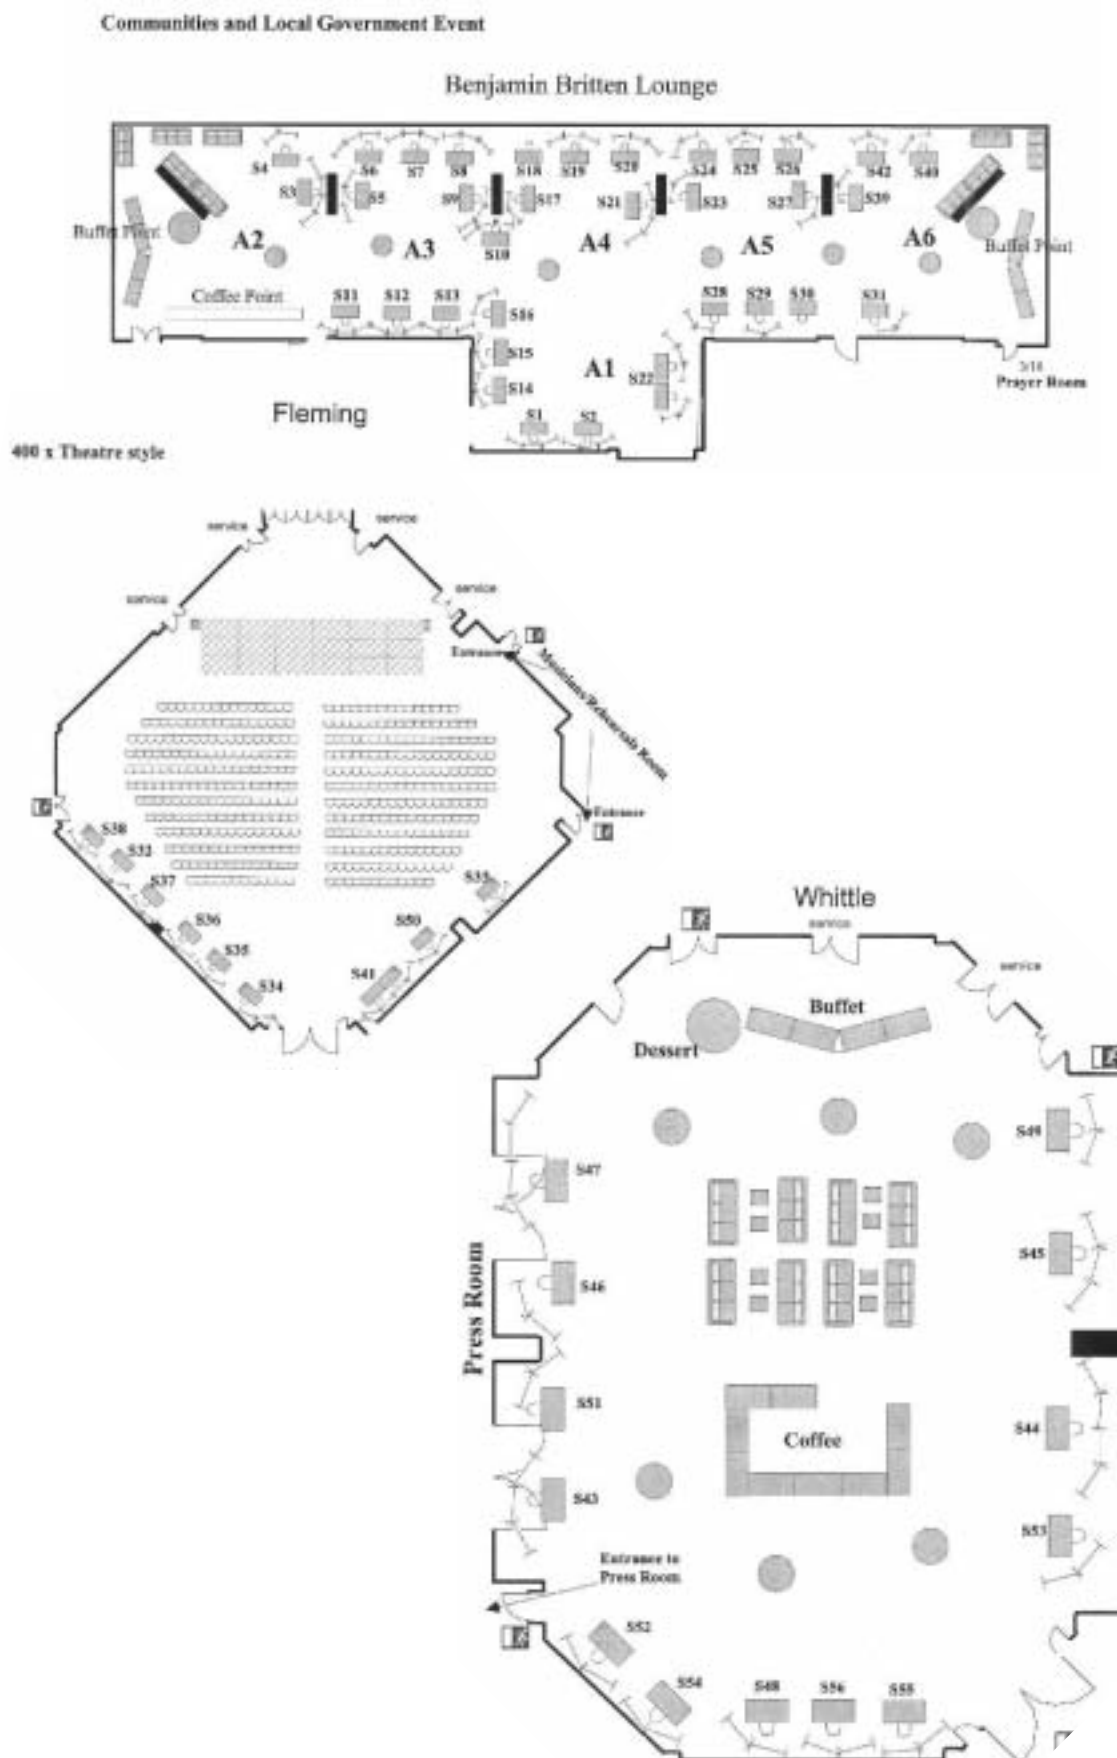 Communities and Local Government Event
Benjamin Britten Lounge
S4
S6
S7
S8
S18
S19
S20
S24
S25
S26
S42
S40
S3
S5
S9
S17
S21
S23
S27
S39
Buffet Point
A2
A3
S10
A4
A5
A6
Buffet Point
Coffee Point
S11
S12
S13
S16
S28
S29
S30
S31
S15
S14
A1
S22
3/18
Prayer Room
S1
S2
Fleming
400 x Theatre style
service
service
service
service
Entrance
Musicians/Rehearsals Room
Entrance
S38
S32
S37
S36
S35
S34
S33
S50
S41
Whittle
service
service
Buffet
Dessert
S49
S47
S45
S46
Press Room
S51
Coffee
S44
S43
S53
Entrance to
Press Room
S52
S54
S48
S56
S55